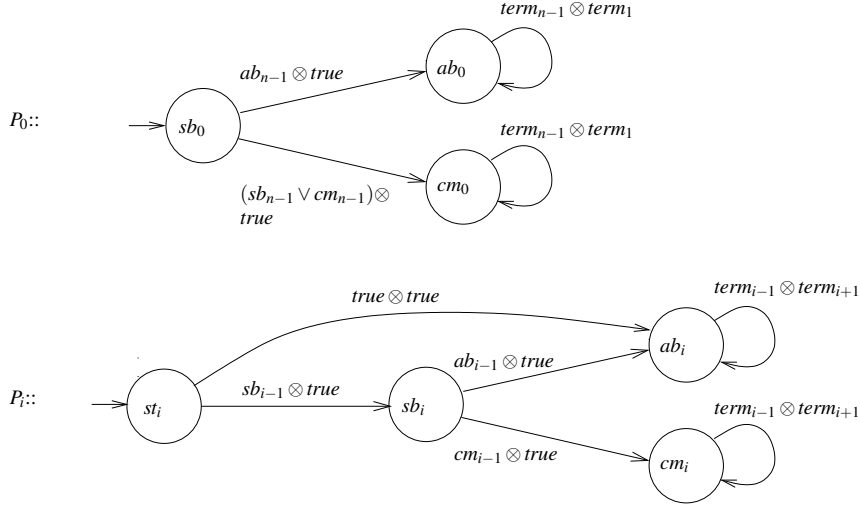 term_{n−1} ⊗ term_1
ab_{n−1} ⊗ true
ab_0
P_0::
sb_0
term_{n−1} ⊗ term_1
cm_0
(sb_{n−1} ∨ cm_{n−1}) ⊗
true
term_{i−1} ⊗ term_{i+1}
true ⊗ true
ab_i
ab_{i−1} ⊗ true
P_i::
st_i
sb_{i−1} ⊗ true
sb_i
term_{i−1} ⊗ term_{i+1}
cm_{i−1} ⊗ true
cm_i